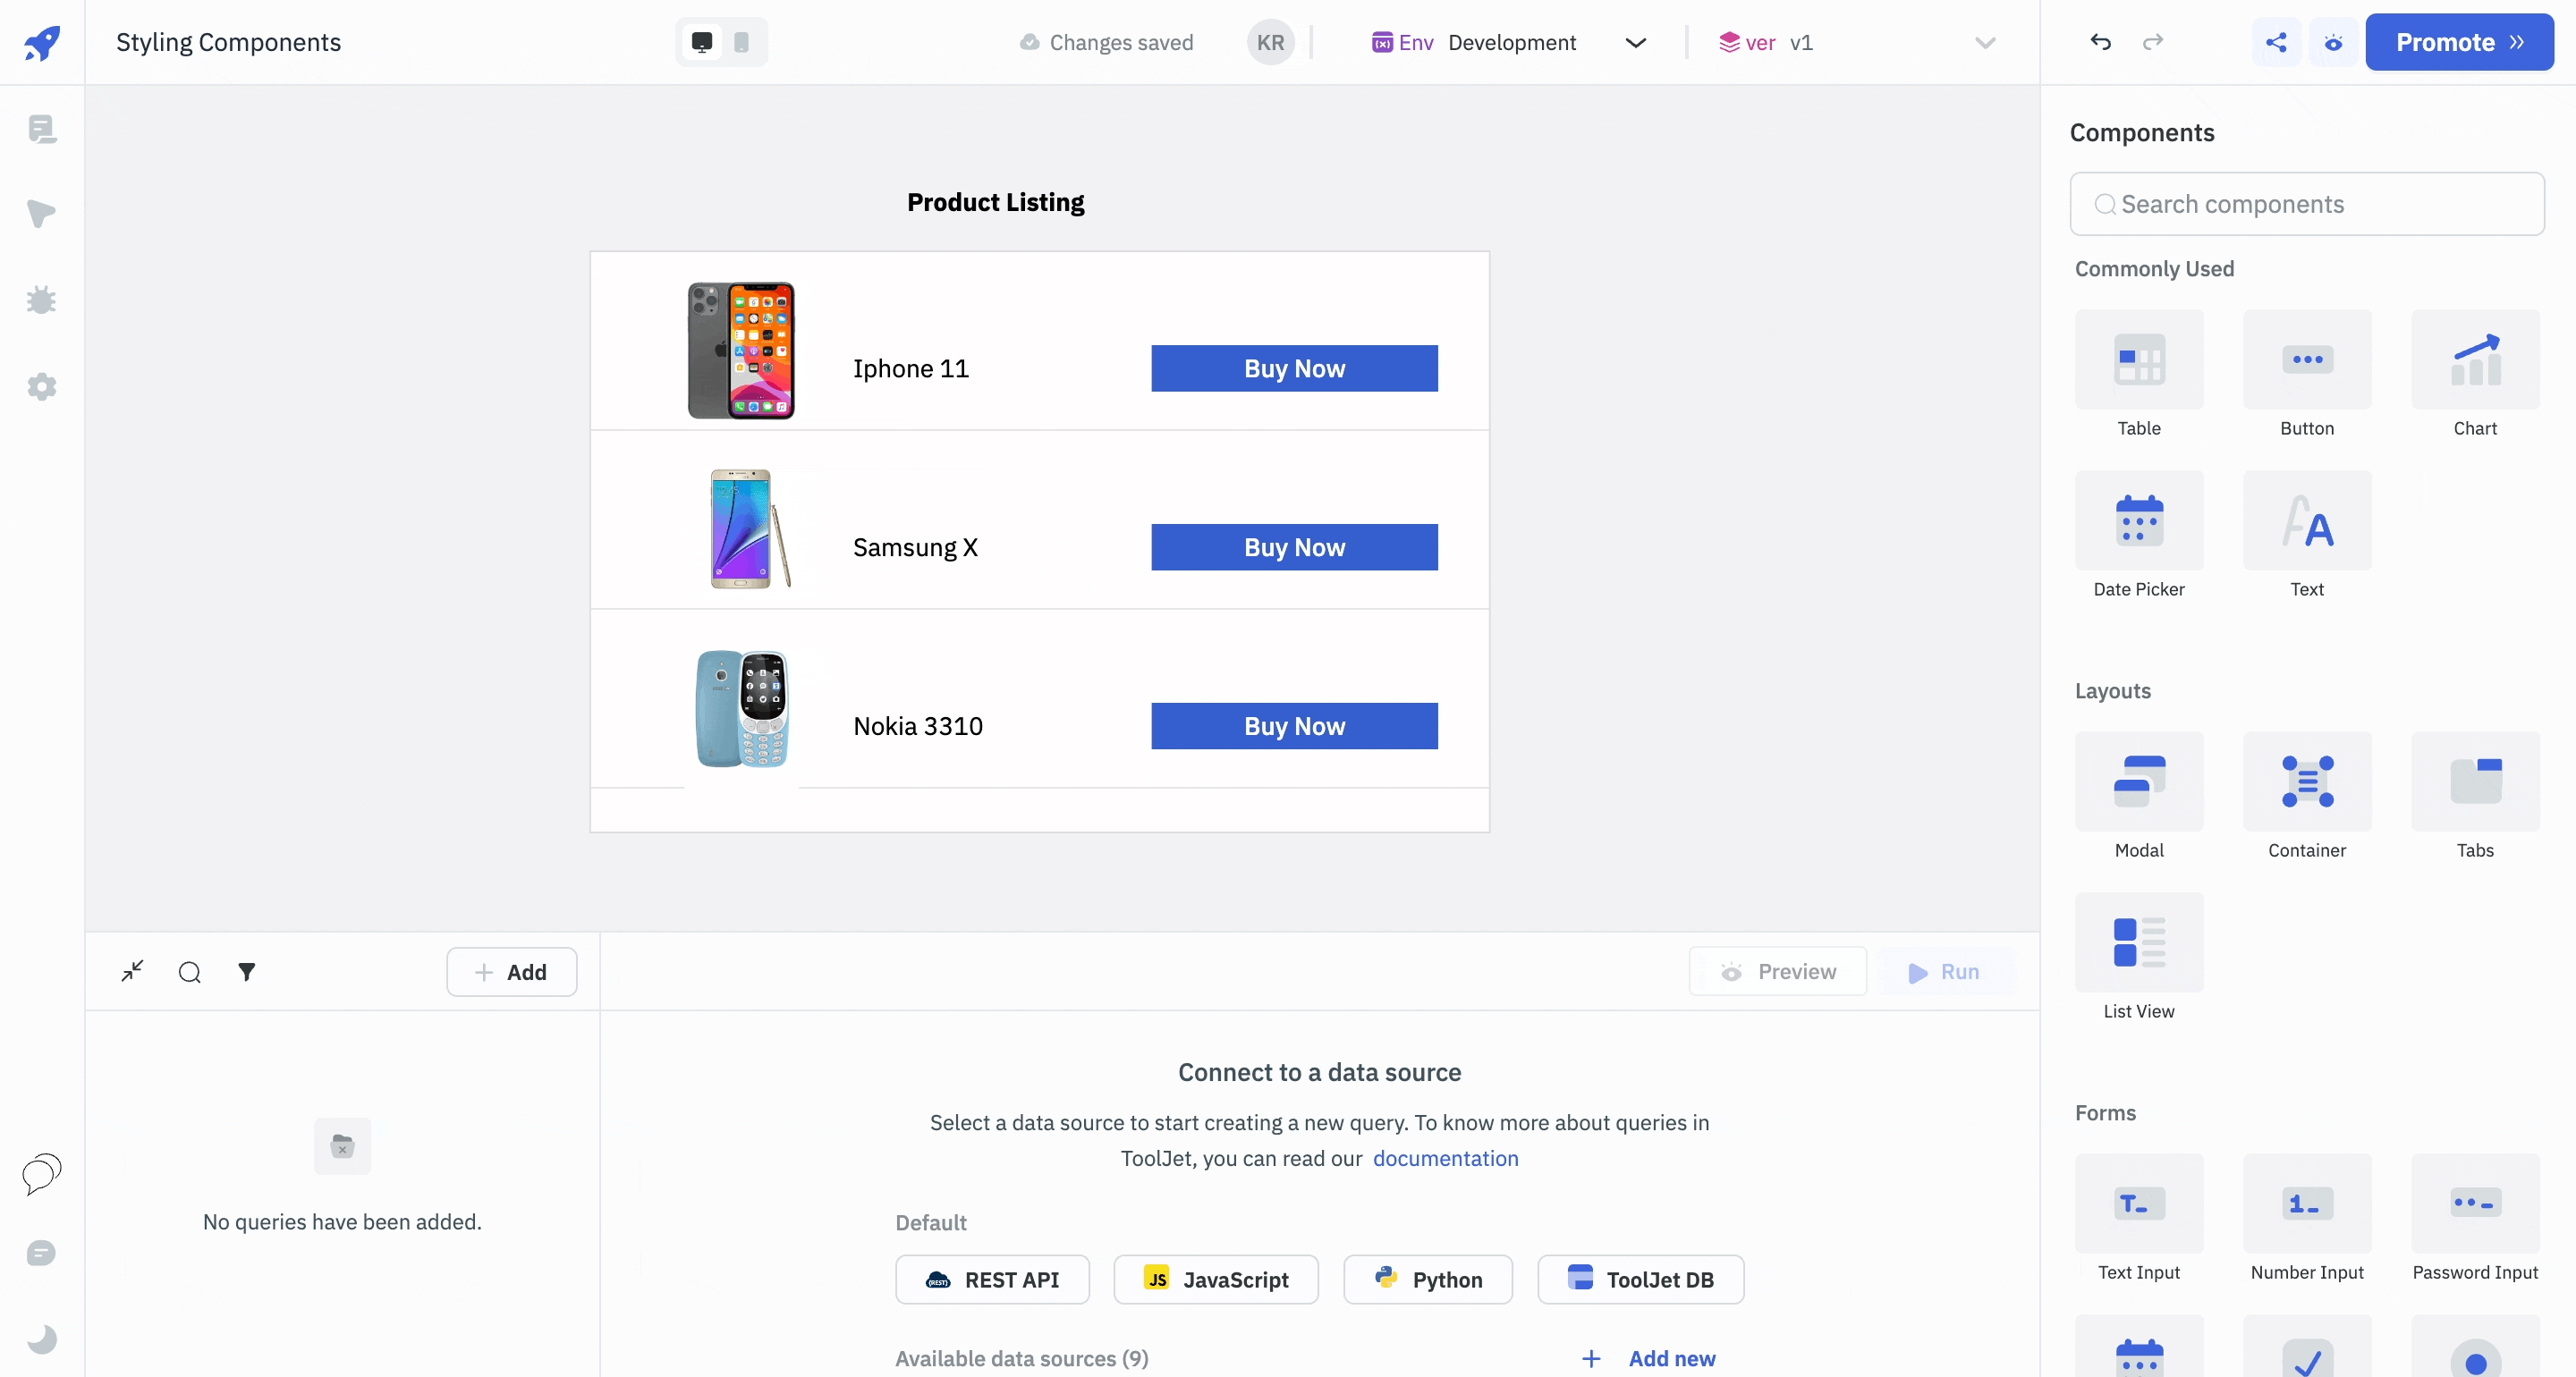 Styling Components
Changes saved
KR
Env Development
ver v1
Promote
Components
Search components
Commonly Used
Table
Button
Chart
Date Picker
Text
Layouts
Modal
Container
Tabs
List View
Forms
Text Input
Number Input
Password Input
Product Listing
Iphone 11
Buy Now
Samsung X
Buy Now
Nokia 3310
Buy Now
Add
Preview
Run
No queries have been added.
Connect to a data source
Select a data source to start creating a new query. To know more about queries in
ToolJet, you can read our documentation
Default
REST API
JS JavaScript
Python
ToolJet DB
Available data sources (9)
+ Add new